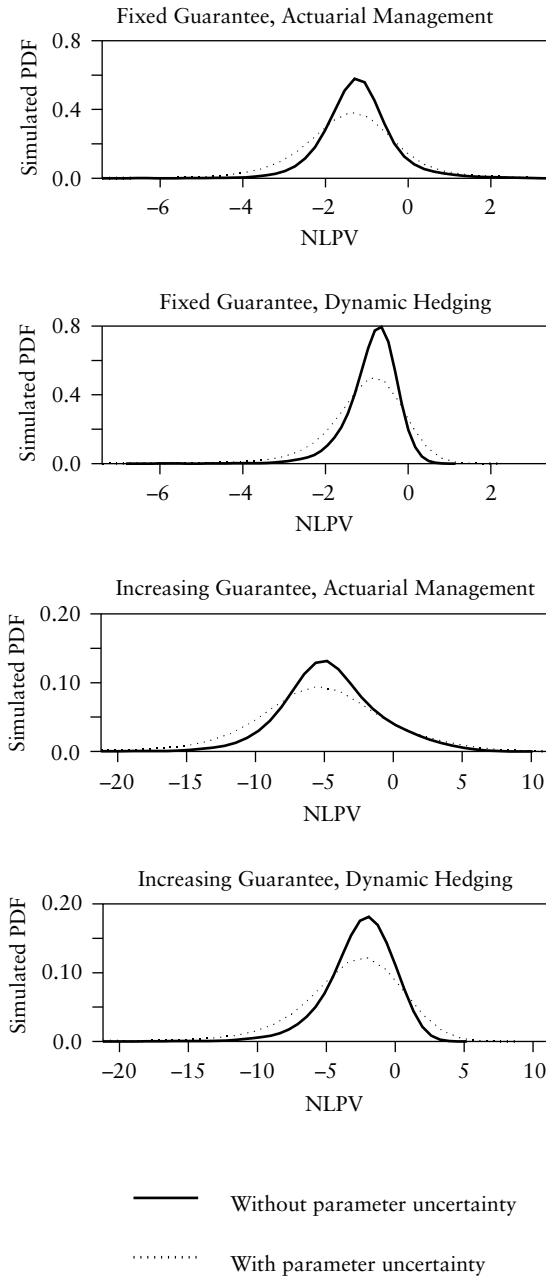 Fixed Guarantee, Actuarial Management
Simulated PDF
0.8
0.4
0.0
−6 −4 −2 0 2
NLPV
Fixed Guarantee, Dynamic Hedging
Simulated PDF
0.8
0.4
0.0
−6 −4 −2 0 2
NLPV
Increasing Guarantee, Actuarial Management
Simulated PDF
0.20
0.10
0.0
−20 −15 −10 −5 0 5 10
NLPV
Increasing Guarantee, Dynamic Hedging
Simulated PDF
0.20
0.10
0.0
−20 −15 −10 −5 0 5 10
NLPV
Without parameter uncertainty
With parameter uncertainty